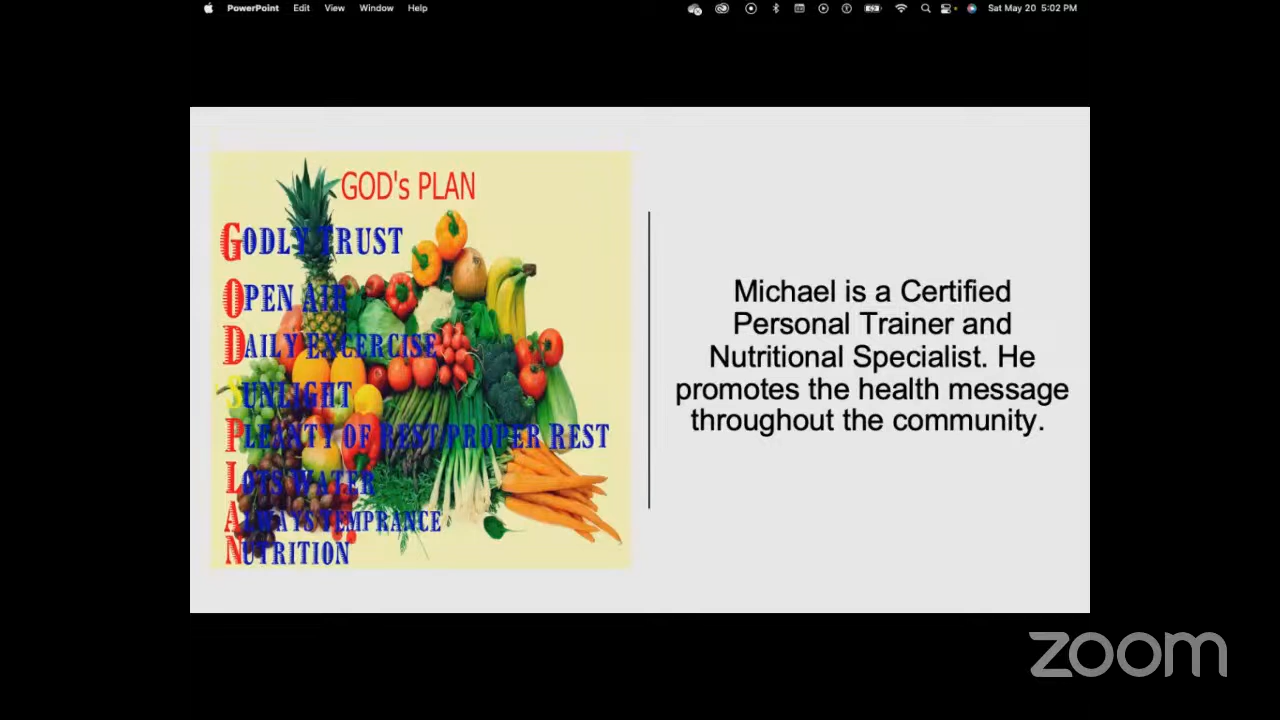 PowerPoint Edit View Window Help
Sat May 20 5:02 PM
GOD's PLAN
GODLY TRUST
OPEN AIR
DAILY EXCERCISE
SUNLIGHT
PLEANTY OF REST/PROPER REST
LOTS WATER
ALWAYS TEMPRANCE
NUTRITION
Michael is a Certified
Personal Trainer and
Nutritional Specialist. He
promotes the health message
throughout the community.
zoom